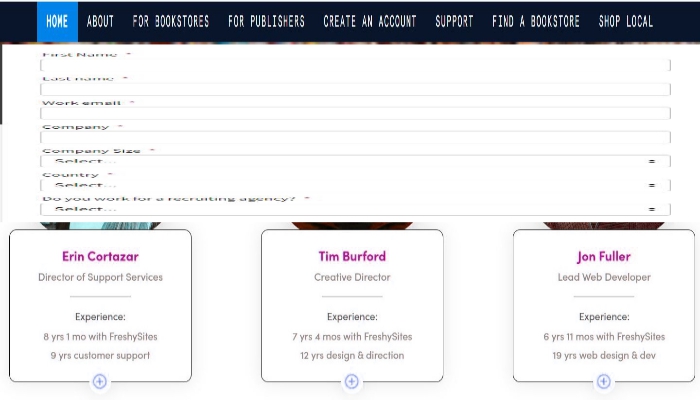 HOME ABOUT FOR BOOKSTORES FOR PUBLISHERS CREATE AN ACCOUNT SUPPORT FIND A BOOKSTORE SHOP LOCAL
First Name *
Last name *
Work email *
Company *
Company Size *
Select...
Country *
Select...
Do you work for a recruiting agency? *
Select...
Erin Cortazar Tim Burford Jon Fuller
Director of Support Services Creative Director Lead Web Developer
Experience: Experience: Experience:
8 yrs 1 mo with FreshySites 7 yrs 4 mos with FreshySites 6 yrs 11 mos with FreshySites
9 yrs customer support 12 yrs design & direction 19 yrs web design & dev